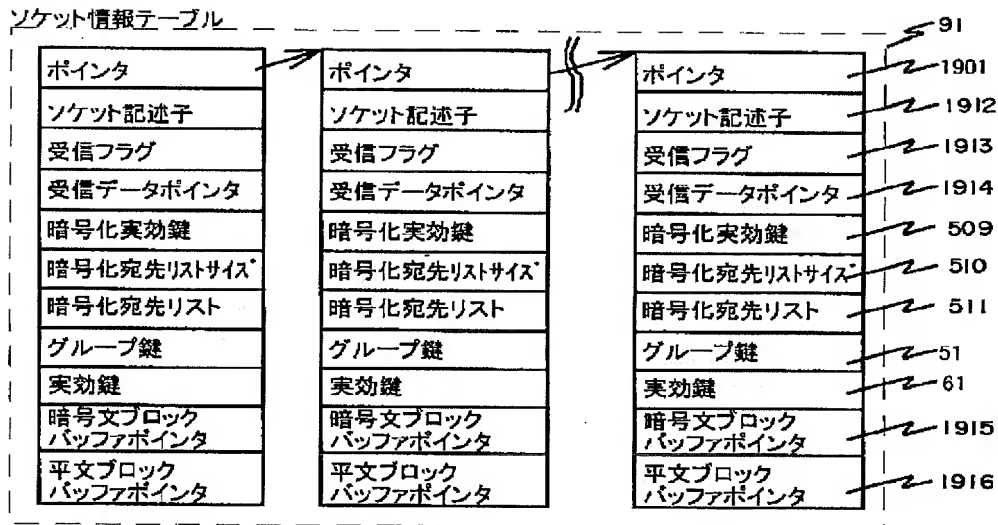 ソケット情報テーブル
91
ポインタ
ソケット記述子
受信フラグ
受信データポインタ
暗号化実効鍵
暗号化宛先リストサイズ
暗号化宛先リスト
グループ鍵
実効鍵
暗号文ブロック
バッファポインタ
平文ブロック
バッファポインタ
ポインタ
ソケット記述子
受信フラグ
受信データポインタ
暗号化実効鍵
暗号化宛先リストサイズ
暗号化宛先リスト
グループ鍵
実効鍵
暗号文ブロック
バッファポインタ
平文ブロック
バッファポインタ
ポインタ
ソケット記述子
受信フラグ
受信データポインタ
暗号化実効鍵
暗号化宛先リストサイズ
暗号化宛先リスト
グループ鍵
実効鍵
暗号文ブロック
バッファポインタ
平文ブロック
バッファポインタ
1901
1912
1913
1914
509
510
511
51
61
1915
1916